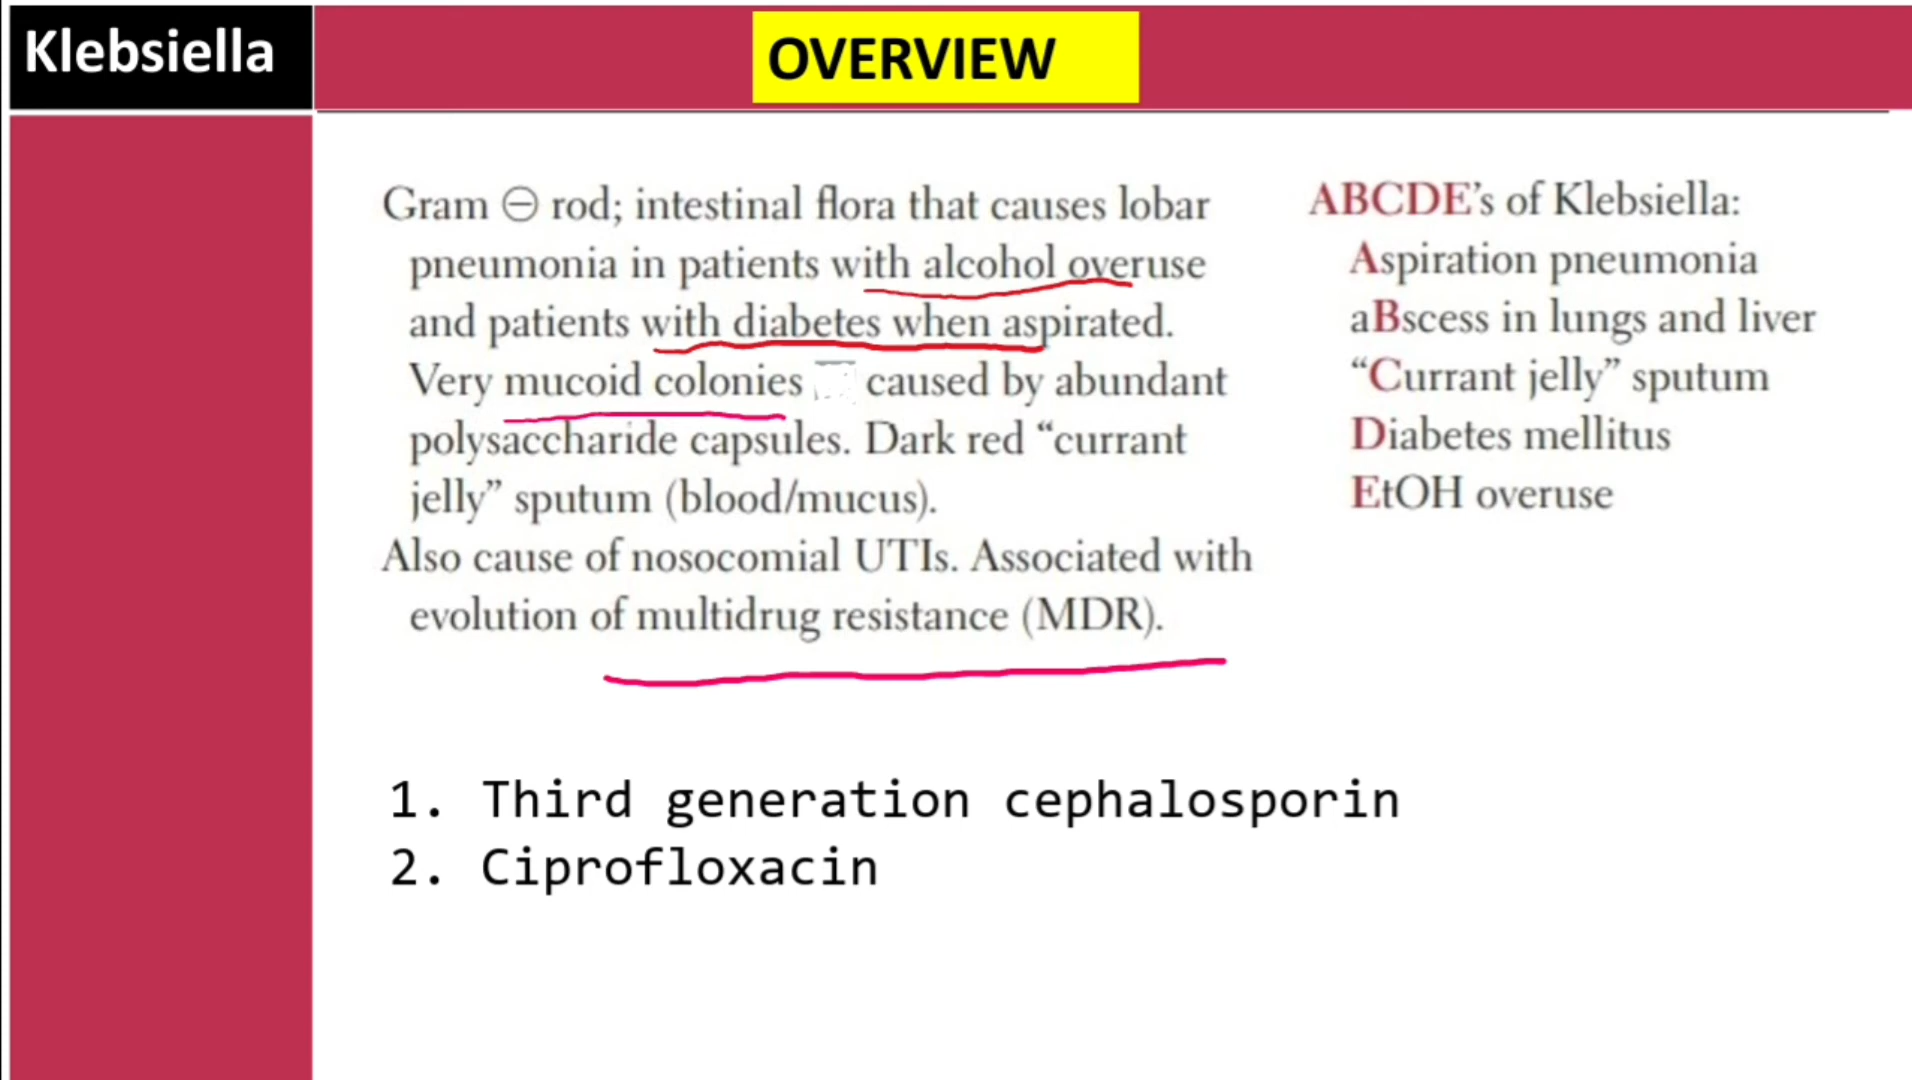 Klebsiella
OVERVIEW
Gram ⊖ rod; intestinal flora that causes lobar
pneumonia in patients with alcohol overuse
and patients with diabetes when aspirated.
Very mucoid colonies caused by abundant
polysaccharide capsules. Dark red “currant
jelly” sputum (blood/mucus).
Also cause of nosocomial UTIs. Associated with
evolution of multidrug resistance (MDR).
ABCDE’s of Klebsiella:
Aspiration pneumonia
aBscess in lungs and liver
“Currant jelly” sputum
Diabetes mellitus
EtOH overuse
1. Third generation cephalosporin
2. Ciprofloxacin